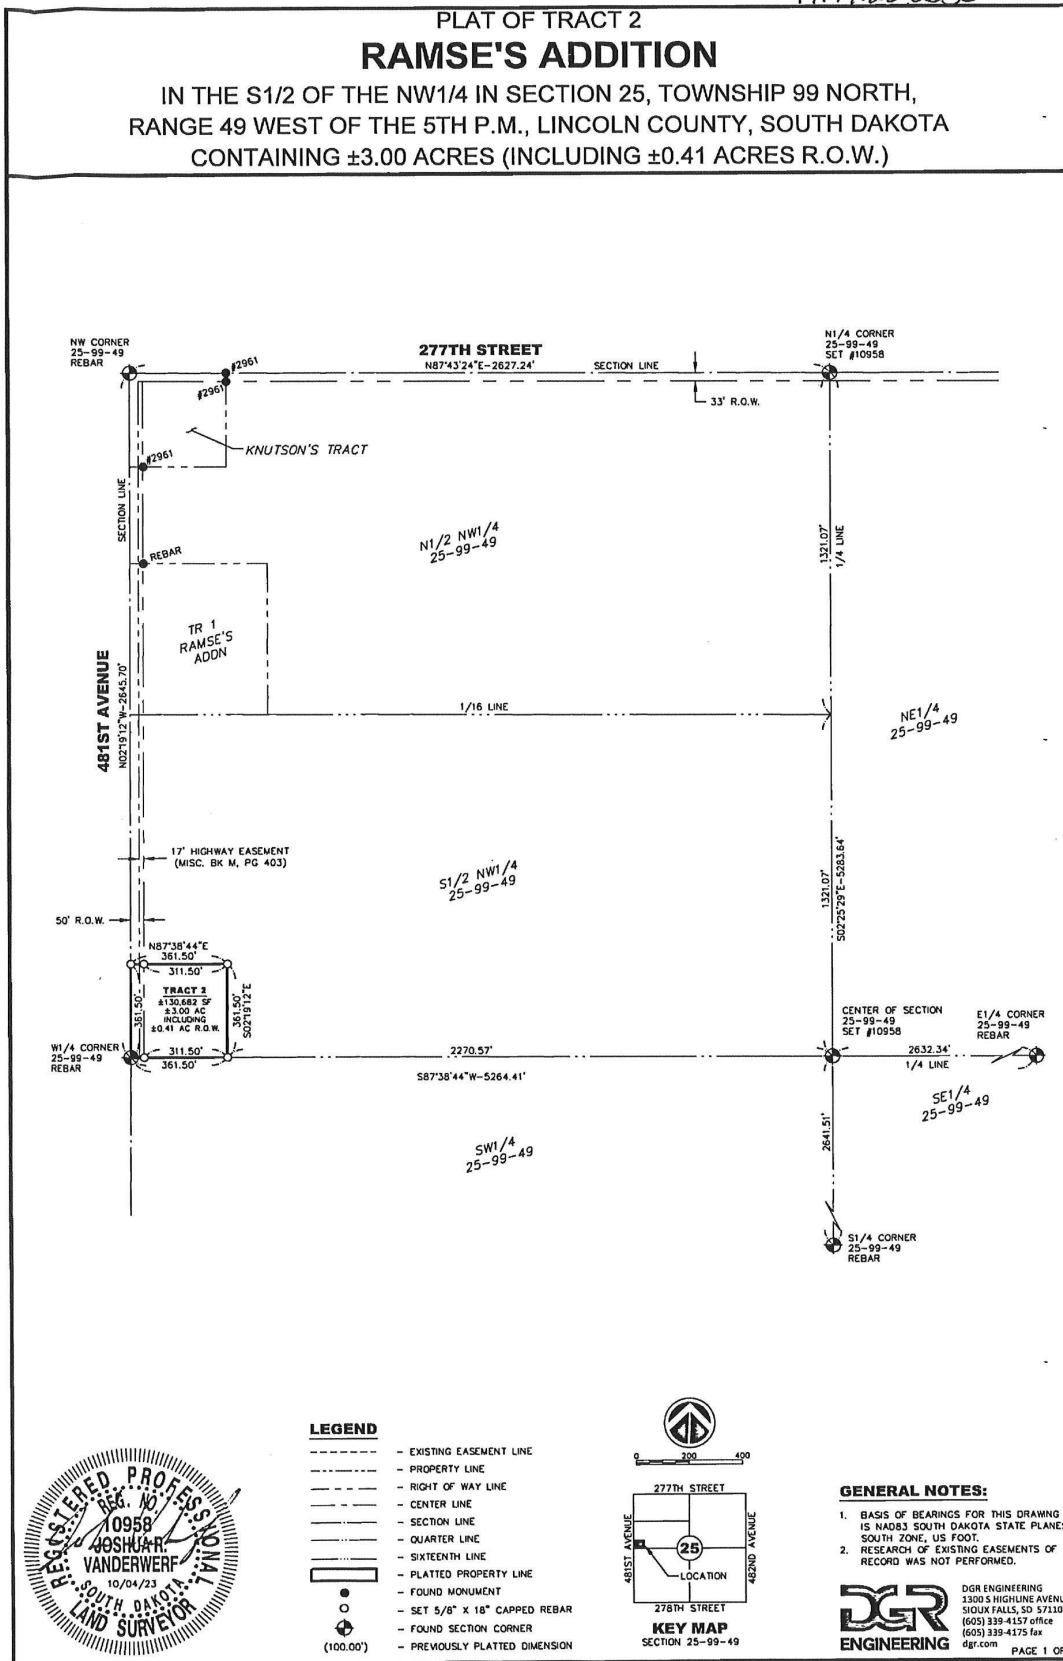 PLAT OF TRACT 2
RAMSE'S ADDITION
IN THE S1/2 OF THE NW1/4 IN SECTION 25, TOWNSHIP 99 NORTH,
RANGE 49 WEST OF THE 5TH P.M., LINCOLN COUNTY, SOUTH DAKOTA
CONTAINING ±3.00 ACRES (INCLUDING ±0.41 ACRES R.O.W.)
NW CORNER
25-99-49
REBAR
#2961
#2961
277TH STREET
N87°43'24"E-2627.24'
SECTION LINE
33' R.O.W.
N1/4 CORNER
25-99-49
SET #10958
KNUTSON'S TRACT
#2961
SECTION LINE
N1/2 NW1/4
25-99-49
1321.07'
1/4 LINE
REBAR
TR 1
RAMSE'S
ADDN
481ST AVENUE
N02°19'12"W-2645.70'
1/16 LINE
NE1/4
25-99-49
17' HIGHWAY EASEMENT
(MISC. BK M, PG 403)
S1/2 NW1/4
25-99-49
1321.07'
S02°25'29"E-5283.64'
50' R.O.W.
N87°38'44"E
361.50'
311.50'
TRACT 2
±130,682 SF
±3.00 AC
INCLUDING
±0.41 AC R.O.W.
361.50'
361.50'
S02°19'12"E
W1/4 CORNER
25-99-49
REBAR
311.50'
361.50'
2270.57'
S87°38'44"W-5264.41'
CENTER OF SECTION
25-99-49
SET #10958
E1/4 CORNER
25-99-49
REBAR
2632.34'
1/4 LINE
SE1/4
25-99-49
SW1/4
25-99-49
2641.51'
S1/4 CORNER
25-99-49
REBAR
REGISTERED PROFESSIONAL
REG. NO.
10958
JOSHUA R.
VANDERWERF
10/04/23
SOUTH DAKOTA
LAND SURVEYOR
LEGEND
- EXISTING EASEMENT LINE
- PROPERTY LINE
- RIGHT OF WAY LINE
- CENTER LINE
- SECTION LINE
- QUARTER LINE
- SIXTEENTH LINE
- PLATTED PROPERTY LINE
- FOUND MONUMENT
- SET 5/8" X 18" CAPPED REBAR
- FOUND SECTION CORNER
(100.00') - PREVIOUSLY PLATTED DIMENSION
0 200 400
277TH STREET
481ST AVENUE
25
482ND AVENUE
LOCATION
278TH STREET
KEY MAP
SECTION 25-99-49
GENERAL NOTES:
1. BASIS OF BEARINGS FOR THIS DRAWING
IS NAD83 SOUTH DAKOTA STATE PLANE
SOUTH ZONE, US FOOT.
2. RESEARCH OF EXISTING EASEMENTS OF
RECORD WAS NOT PERFORMED.
DGR
ENGINEERING
DGR ENGINEERING
1300 S HIGHLINE AVENU
SIOUX FALLS, SD 57110
(605) 339-4157 office
(605) 339-4175 fax
dgr.com
PAGE 1 OF